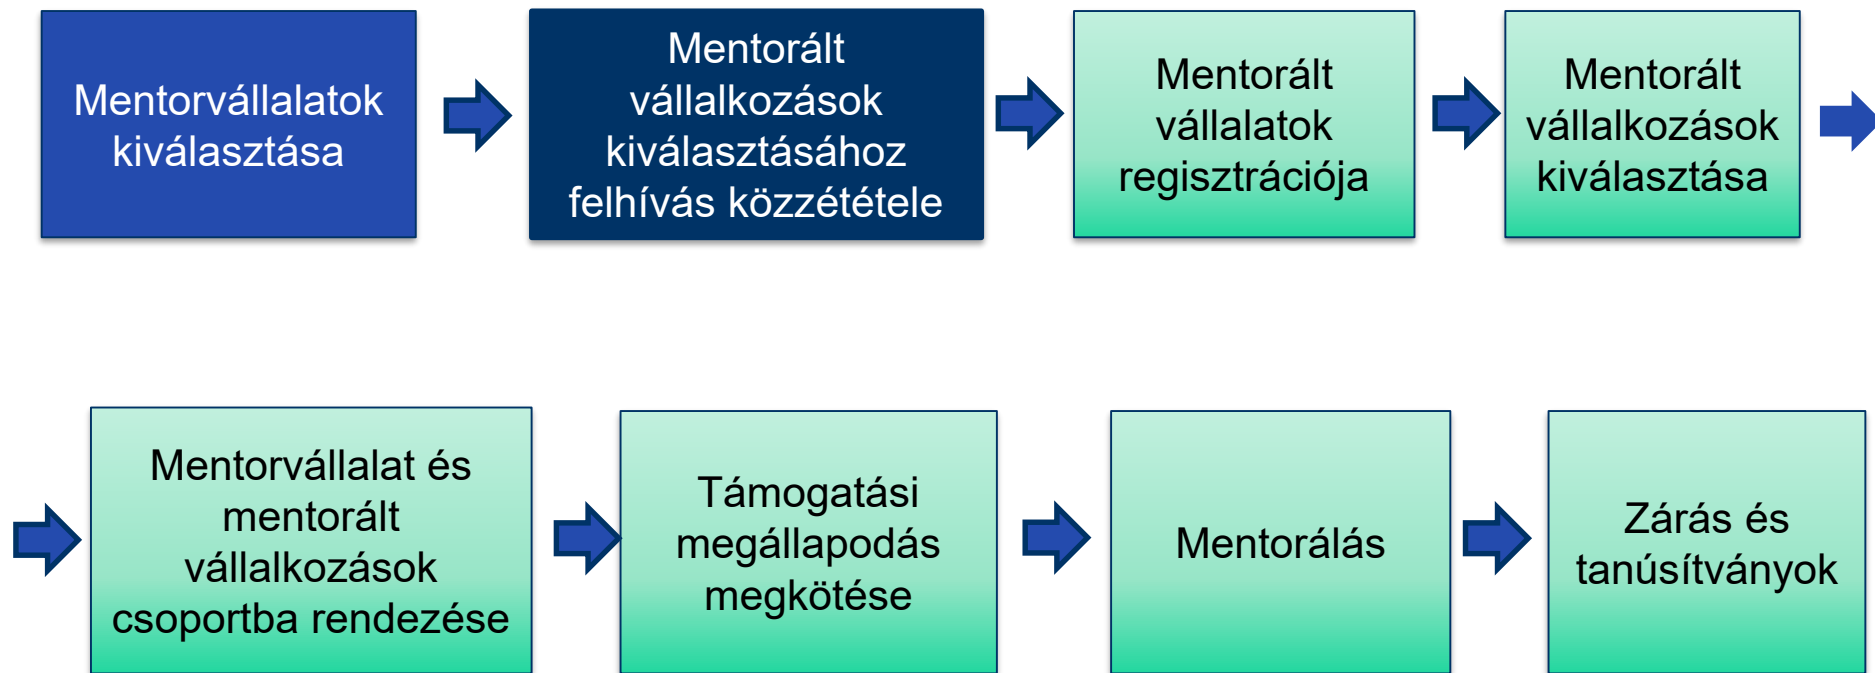 Mentorvállalatok
kiválasztása
Mentorált
vállalkozások
kiválasztásához
felhívás közzététele
Mentorált
vállalatok
regisztrációja
Mentorált
vállalkozások
kiválasztása
Mentorvállalat és
mentorált
vállalkozások
csoportba rendezése
Támogatási
megállapodás
megkötése
Mentorálás
Zárás és
tanúsítványok